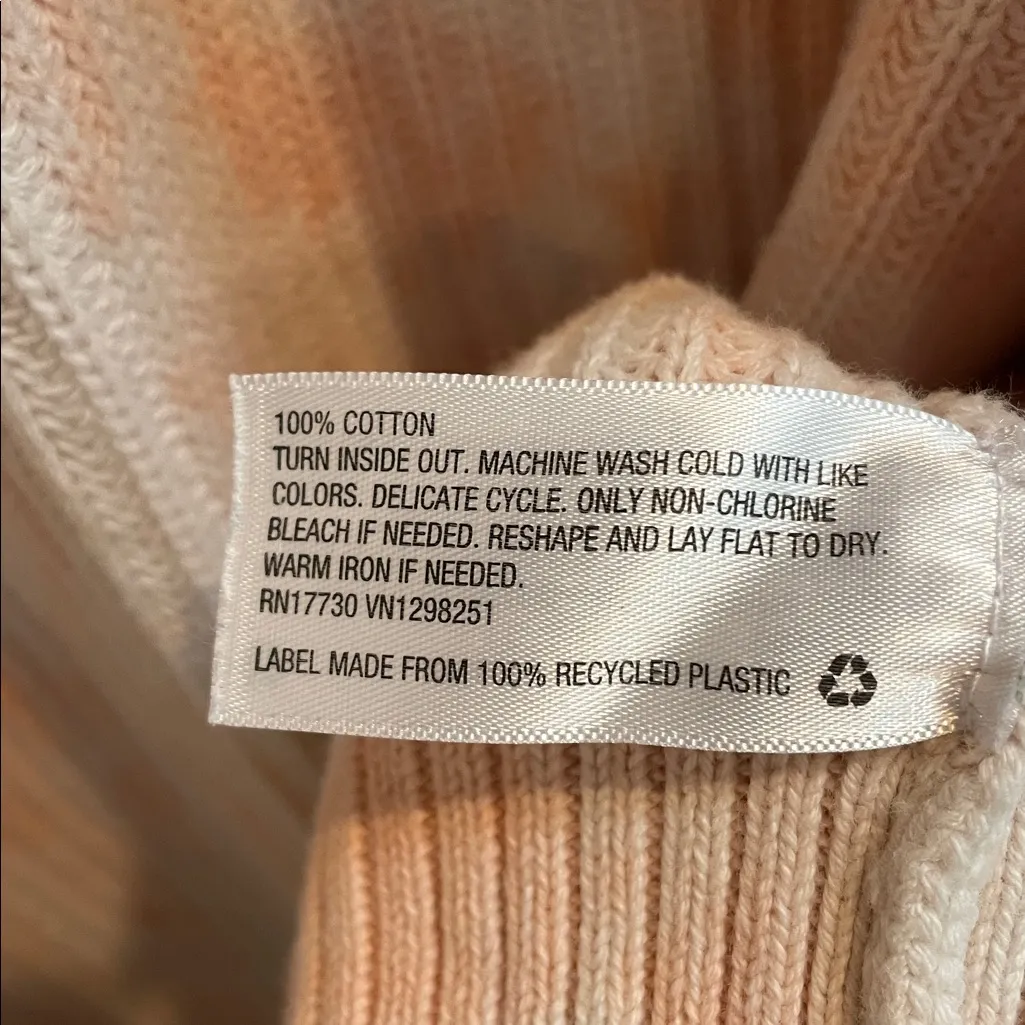 100% COTTON
TURN INSIDE OUT. MACHINE WASH COLD WITH LIKE
COLORS. DELICATE CYCLE. ONLY NON-CHLORINE
BLEACH IF NEEDED. RESHAPE AND LAY FLAT TO DRY.
WARM IRON IF NEEDED.
RN17730 VN1298251
LABEL MADE FROM 100% RECYCLED PLASTIC